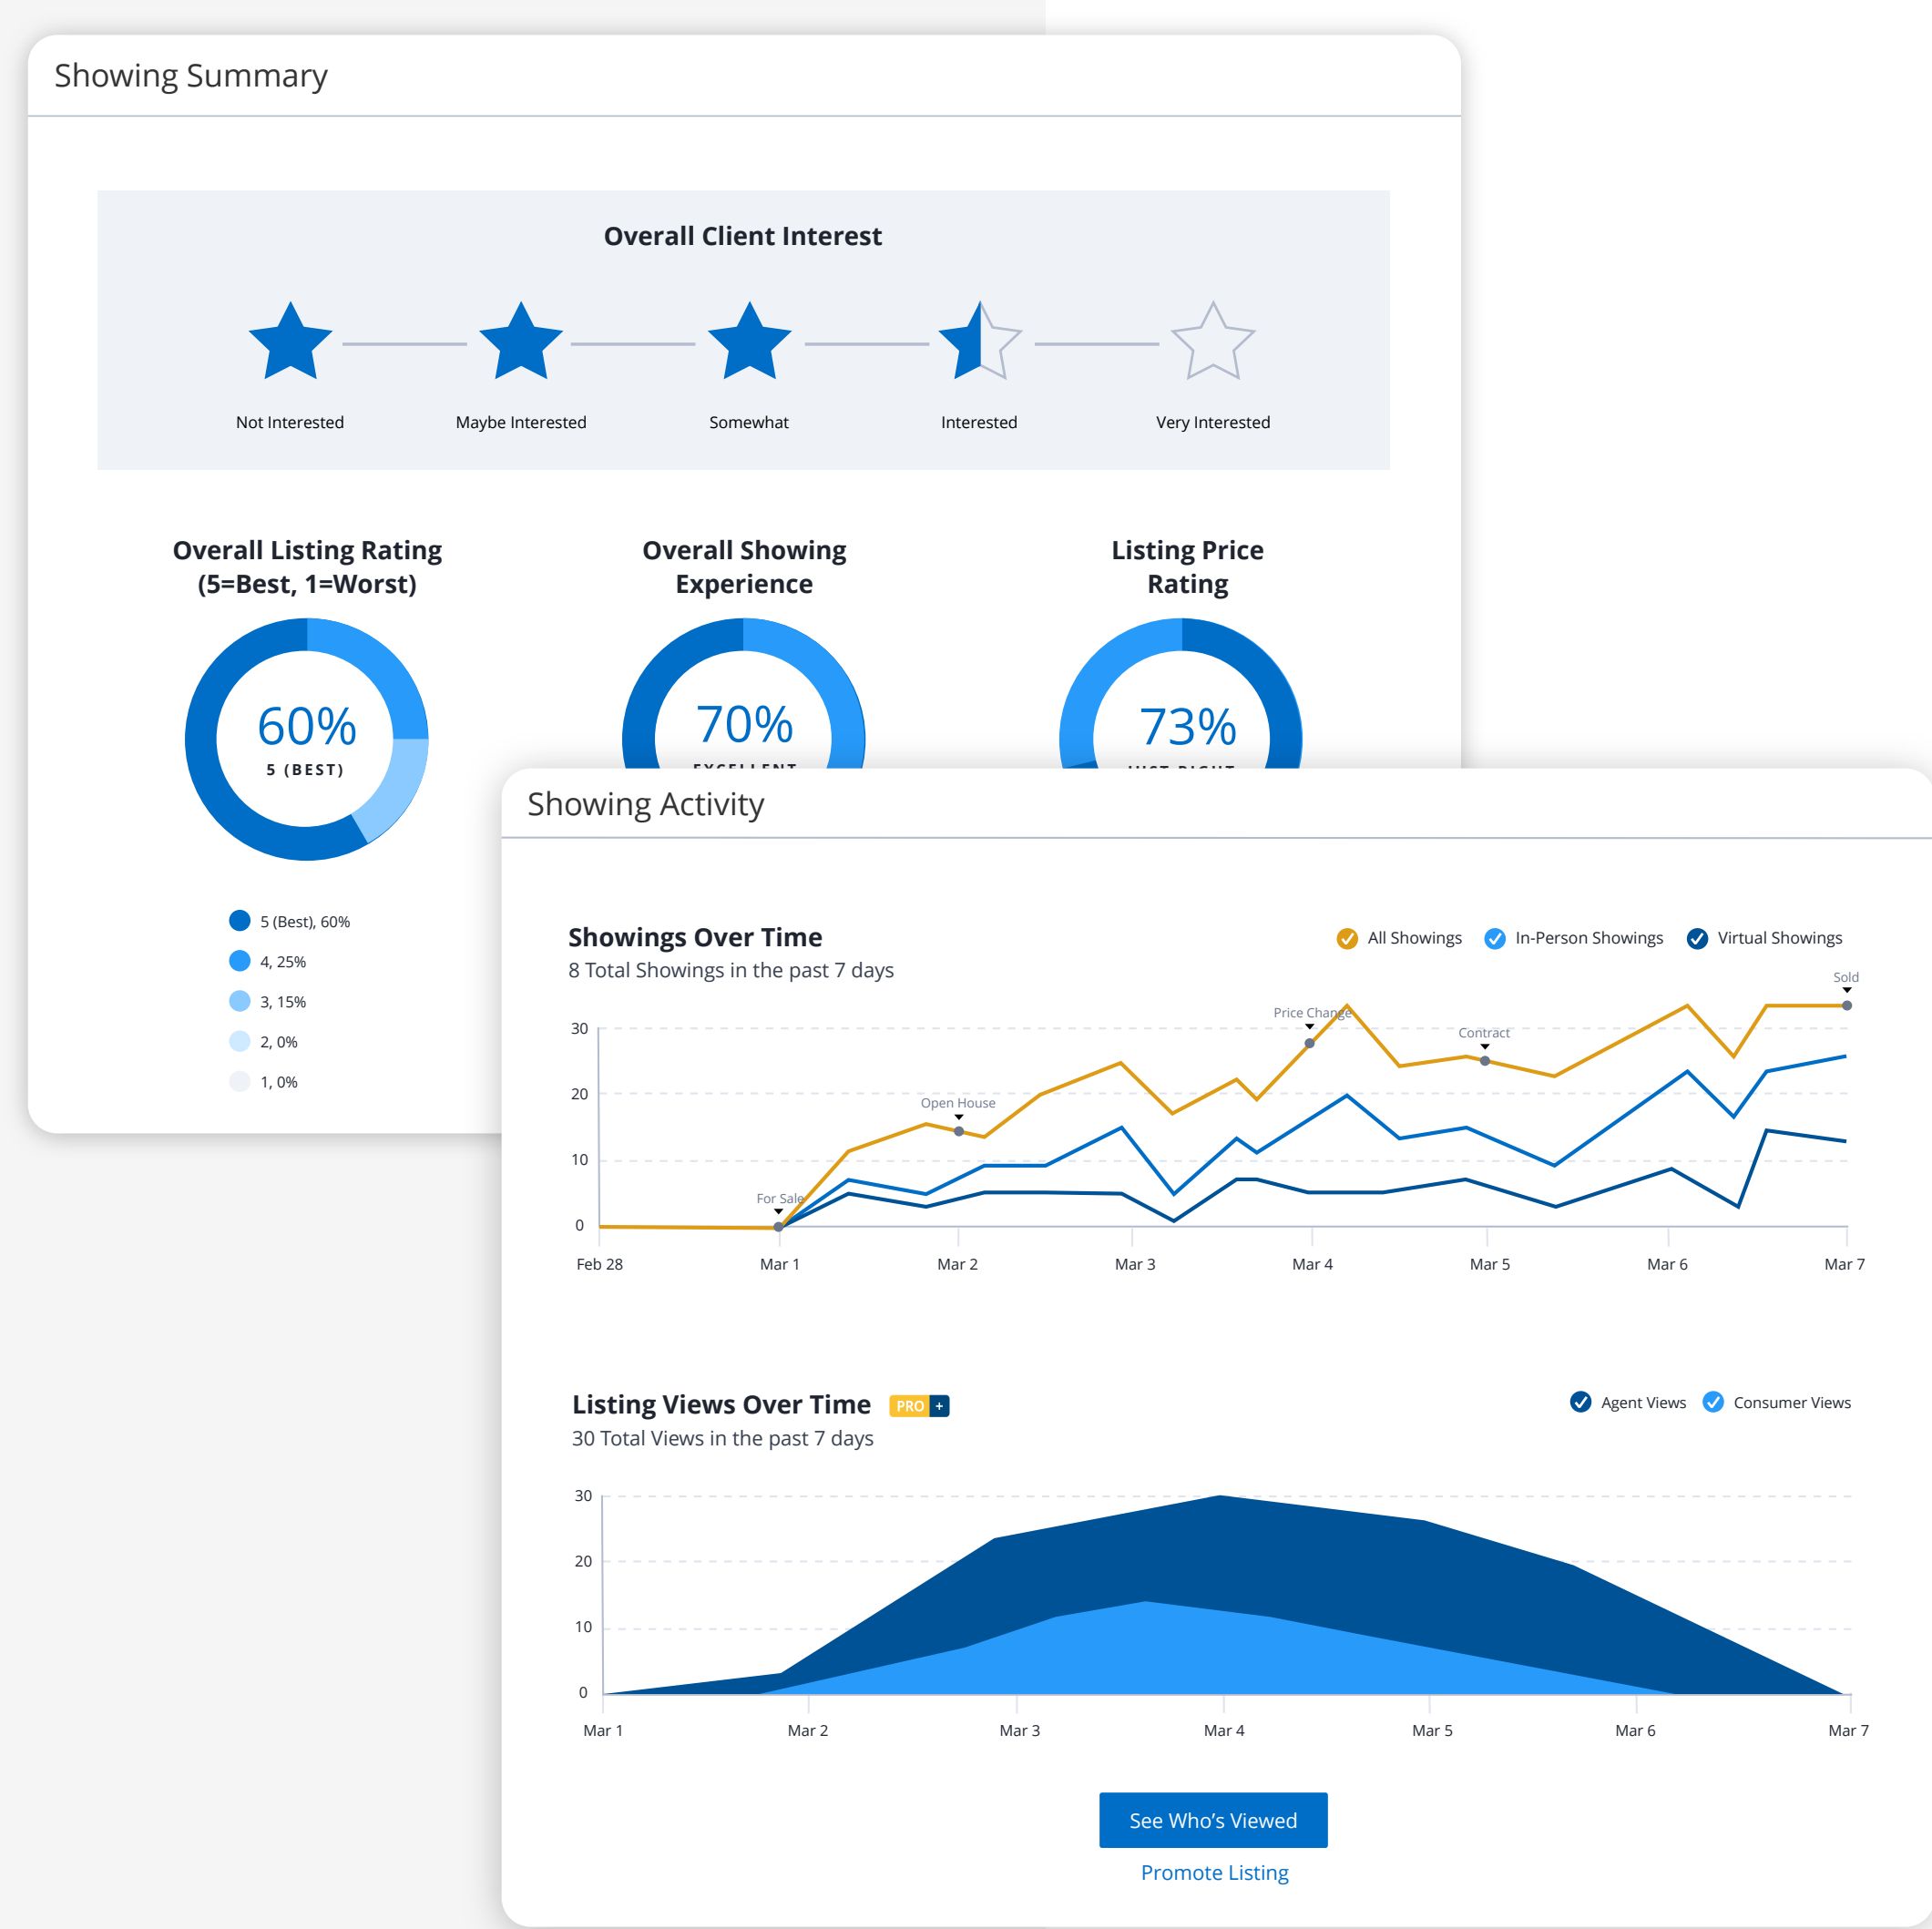 Showing Summary
Overall Client Interest
Not Interested
Maybe Interested
Somewhat
Interested
Very Interested
Overall Listing Rating
(5=Best, 1=Worst)
60%
5 (BEST)
5 (Best), 60%
4, 25%
3, 15%
2, 0%
1, 0%
Overall Showing
Experience
70%
EXCELLENT
Listing Price
Rating
73%
JUST RIGHT
Showing Activity
Showings Over Time
8 Total Showings in the past 7 days
All Showings
In-Person Showings
Virtual Showings
30
20
10
0
For Sale
Open House
Price Change
Contract
Sold
Feb 28
Mar 1
Mar 2
Mar 3
Mar 4
Mar 5
Mar 6
Mar 7
Listing Views Over Time PRO +
30 Total Views in the past 7 days
Agent Views
Consumer Views
30
20
10
0
Mar 1
Mar 2
Mar 3
Mar 4
Mar 5
Mar 6
Mar 7
See Who’s Viewed
Promote Listing